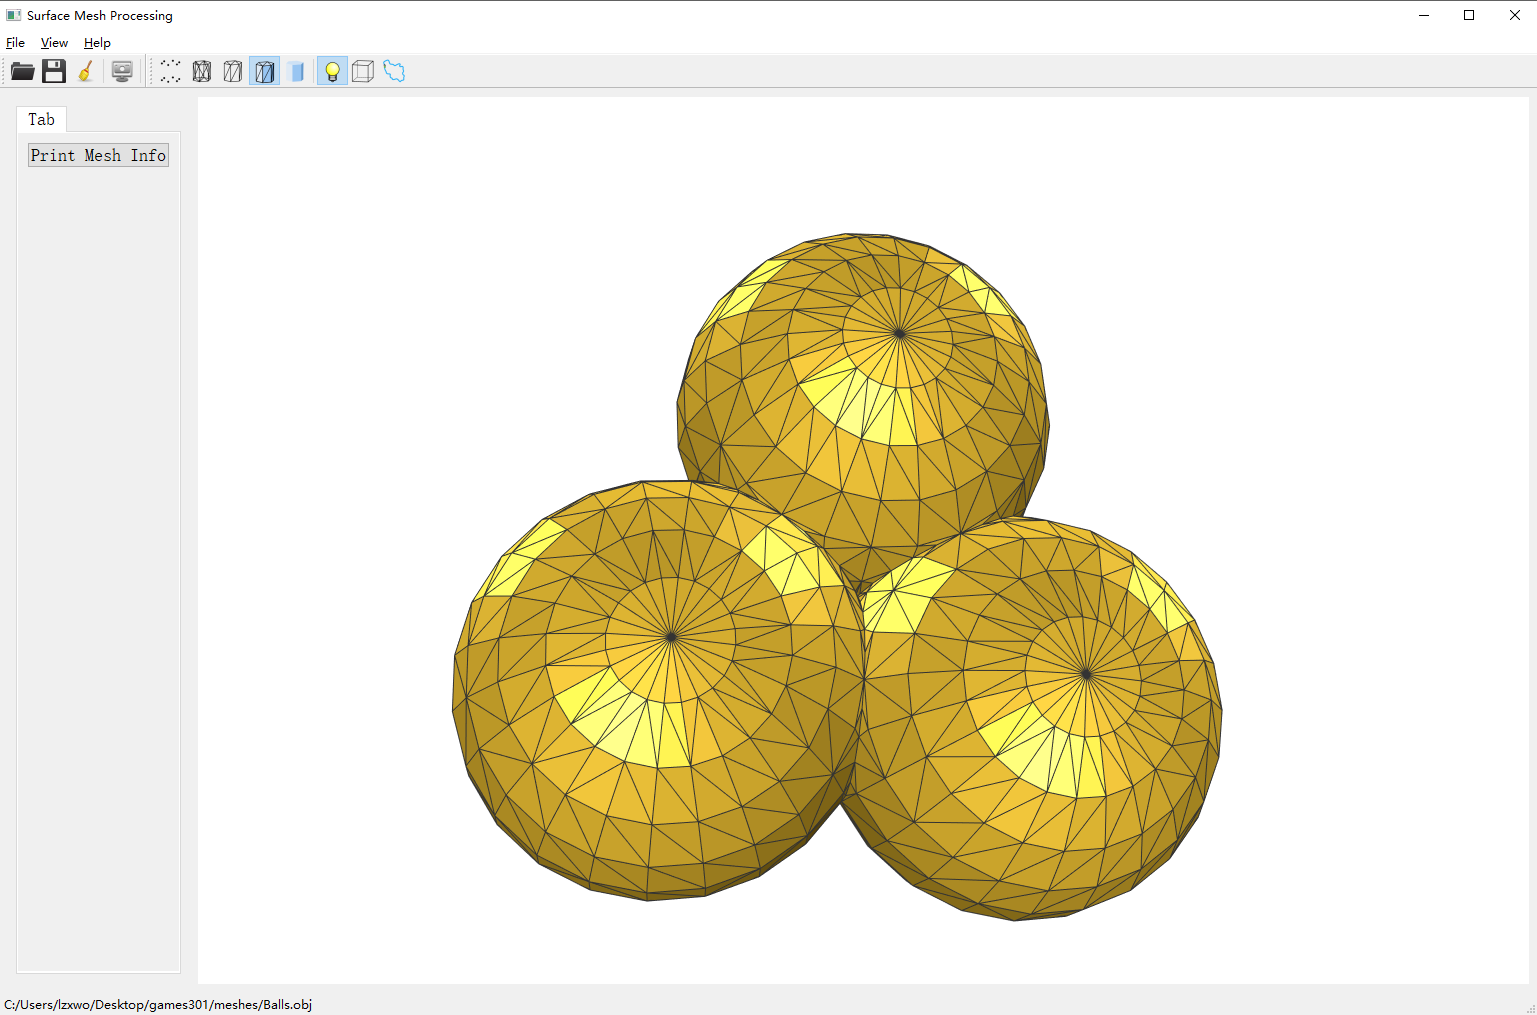 Surface Mesh Processing
File View Help
Tab
Print Mesh Info
C:/Users/lzxwo/Desktop/games301/meshes/Balls.obj